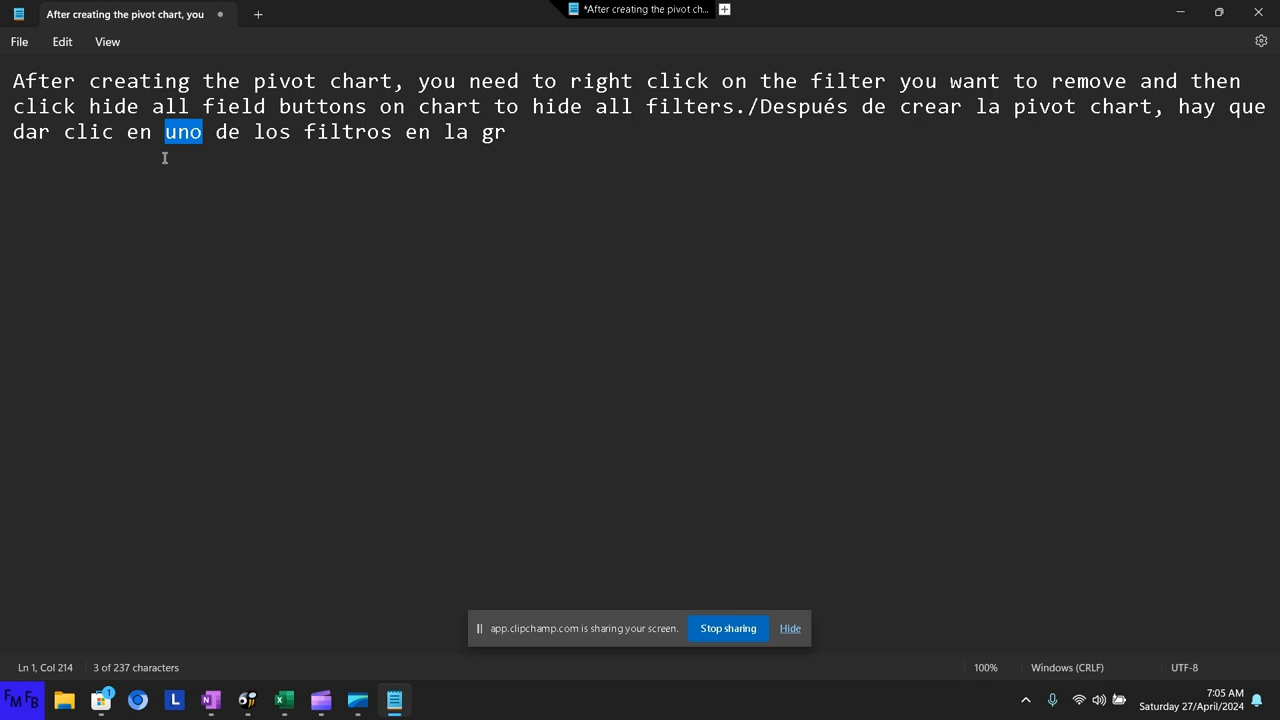 After creating the pivot chart, you
*After creating the pivot ch...
File Edit View
After creating the pivot chart, you need to right click on the filter you want to remove and then
click hide all field buttons on chart to hide all filters./Después de crear la pivot chart, hay que
dar clic en uno de los filtros en la gr
app.clipchamp.com is sharing your screen. Stop sharing Hide
Ln 1, Col 214 3 of 237 characters 100% Windows (CRLF) UTF-8
FM FB 1 L N 7:05 AM
Saturday 27/April/2024